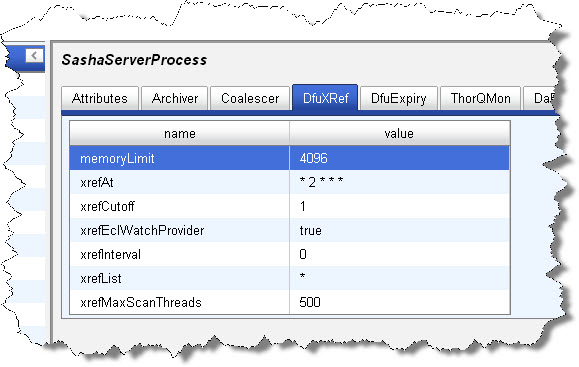 SashaServerProcess
Attributes Archiver Coalescer DfuXRef DfuExpiry ThorQMon
name value
memoryLimit 4096
xrefAt * 2 * * *
xrefCutoff 1
xrefEclWatchProvider true
xrefInterval 0
xrefList *
xrefMaxScanThreads 500